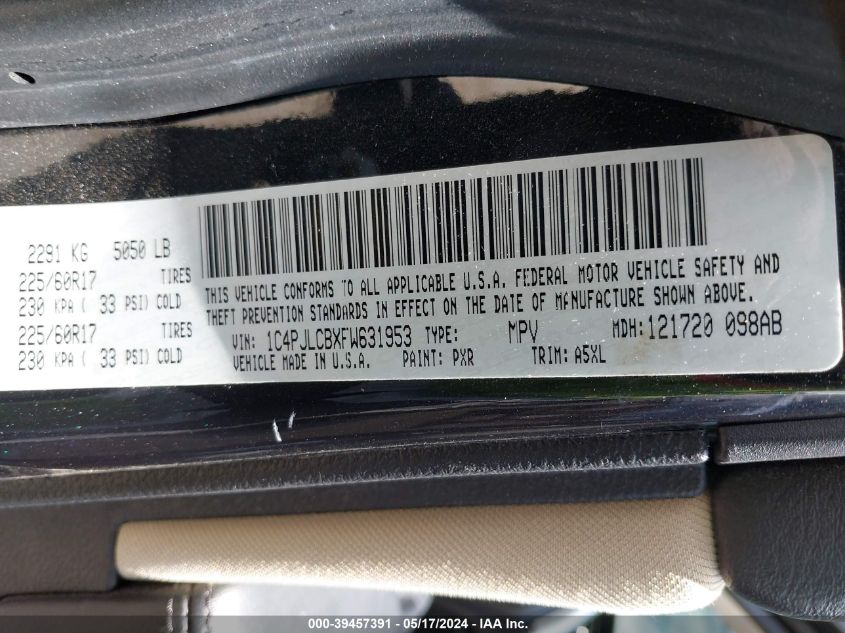 2291 KG 5050 LB
225/60R17 TIRES
230 KPA ( 33 PSI) COLD
225/60R17 TIRES
230 KPA ( 33 PSI) COLD
THIS VEHICLE CONFORMS TO ALL APPLICABLE U.S.A. FEDERAL MOTOR VEHICLE SAFETY AND
THEFT PREVENTION STANDARDS IN EFFECT ON THE DATE OF MANUFACTURE SHOWN ABOVE.
VIN: 1C4PJLCBXFW631953 TYPE: MPV MDH:121720 098AB
VEHICLE MADE IN U.S.A. PAINT: PXR TRIM: A5XL
000-39457391 - 05/17/2024 - IAA Inc.